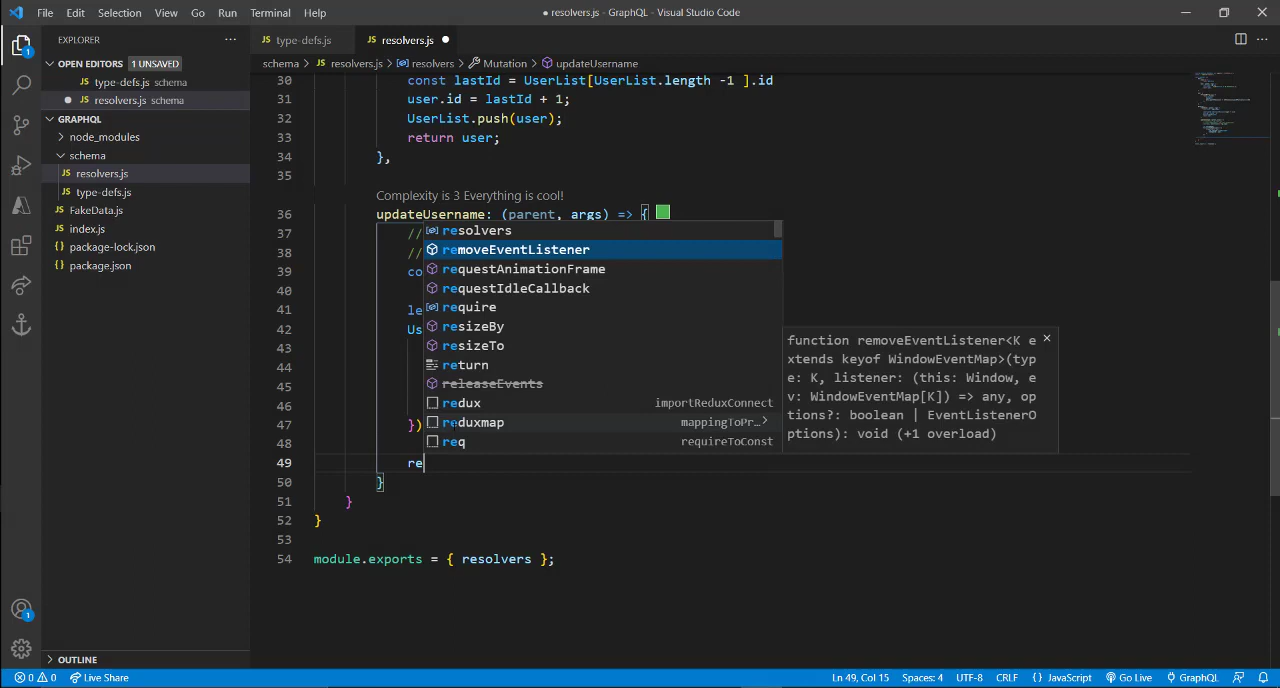 File Edit Selection View Go Run Terminal Help
● resolvers.js - GraphQL - Visual Studio Code
EXPLORER
OPEN EDITORS 1 UNSAVED
JS type-defs.js schema
● JS resolvers.js schema
GRAPHQL
node_modules
schema
JS resolvers.js
JS type-defs.js
JS FakeData.js
JS index.js
package-lock.json
package.json
OUTLINE
1
1
JS type-defs.js
JS resolvers.js ●
schema > JS resolvers.js > resolvers > Mutation > updateUsername
30 const lastId = UserList[UserList.length -1 ].id
31 user.id = lastId + 1;
32 UserList.push(user);
33 return user;
34 },
35
Complexity is 3 Everything is cool!
36 updateUsername: (parent, args) => {
37 //
38 //
39 co
40
41 le
42 Us
43
44
45
46
47 })
48
49 re
50 }
51 }
52 }
53
54 module.exports = { resolvers };
resolvers
removeEventListener
requestAnimationFrame
requestIdleCallback
require
resizeBy
resizeTo
return
releaseEvents
redux importReduxConnect
reduxmap mappingToPr…
req requireToConst
function removeEventListener<K e
xtends keyof WindowEventMap>(typ
e: K, listener: (this: Window, e
v: WindowEventMap[K]) => any, op
tions?: boolean | EventListenerO
ptions): void (+1 overload)
0 0 Live Share
Ln 49, Col 15 Spaces: 4 UTF-8 CRLF { } JavaScript Go Live GraphQL